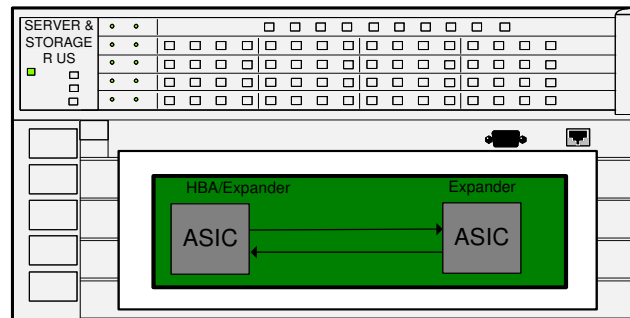 SERVER &
STORAGE
R US
HBA/Expander
Expander
ASIC
ASIC